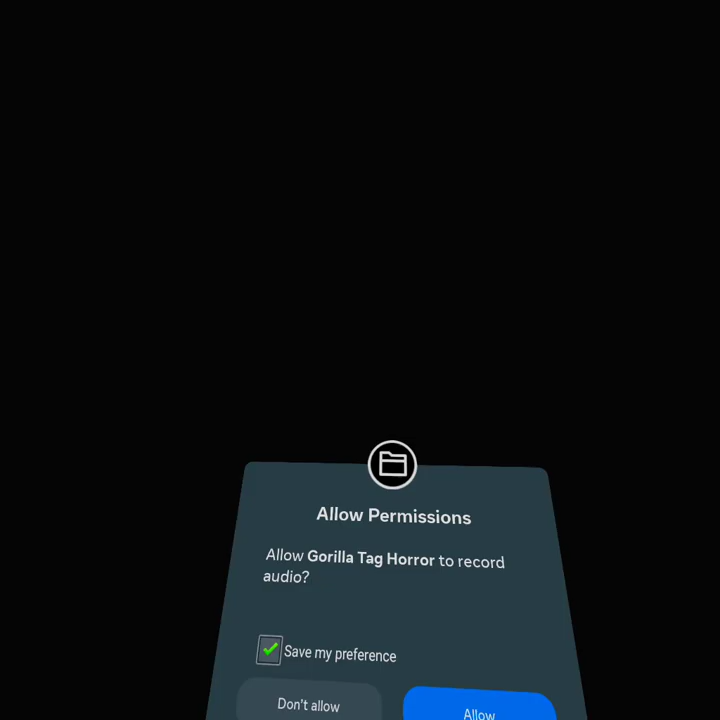 Allow Permissions
Allow Gorilla Tag Horror to record
audio?
Save my preference
Don't allow
Allow